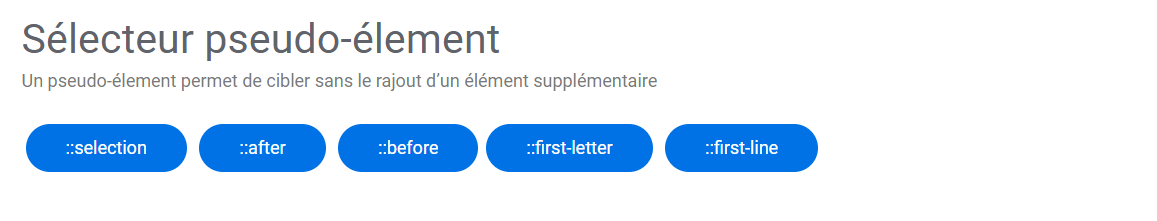 Sélecteur pseudo-élement
Un pseudo-élement permet de cibler sans le rajout d’un élément supplémentaire
::selection ::after ::before ::first-letter ::first-line